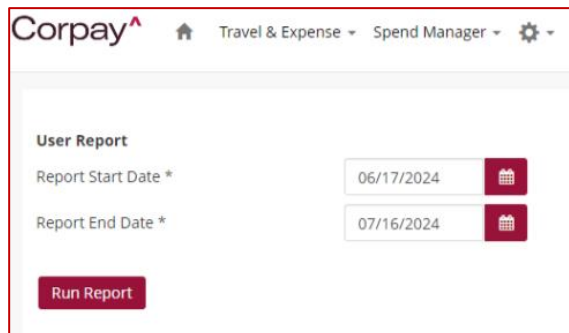 Corpay^ Travel & Expense Spend Manager
User Report
Report Start Date * 06/17/2024
Report End Date * 07/16/2024
Run Report